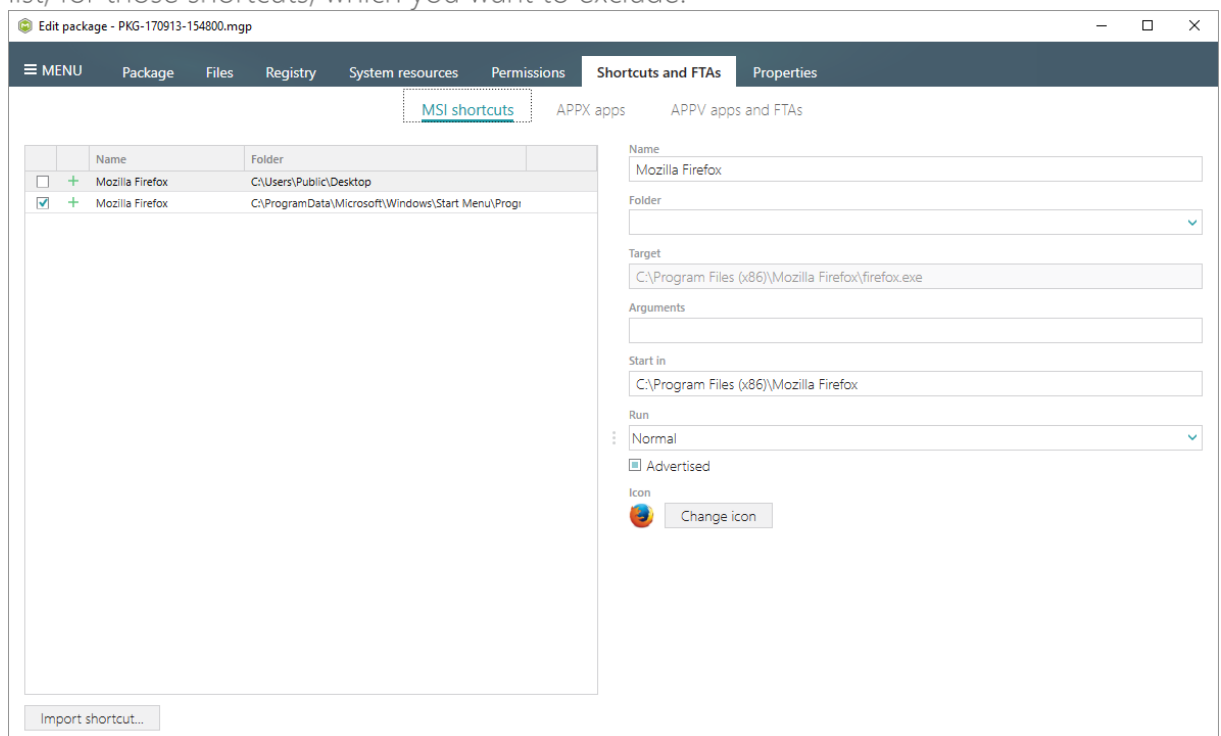 list, for those shortcuts, which you want to exclude.
Edit package - PKG-170913-154800.mgp
MENU Package Files Registry System resources Permissions Shortcuts and FTAs Properties
MSI shortcuts APPX apps APPV apps and FTAs
Name Folder
Mozilla Firefox C:\Users\Public\Desktop
Mozilla Firefox C:\ProgramData\Microsoft\Windows\Start Menu\Progr
Name
Mozilla Firefox
Folder
Target
C:\Program Files (x86)\Mozilla Firefox\firefox.exe
Arguments
Start in
C:\Program Files (x86)\Mozilla Firefox
Run
Normal
Advertised
Icon
Change icon
Import shortcut...